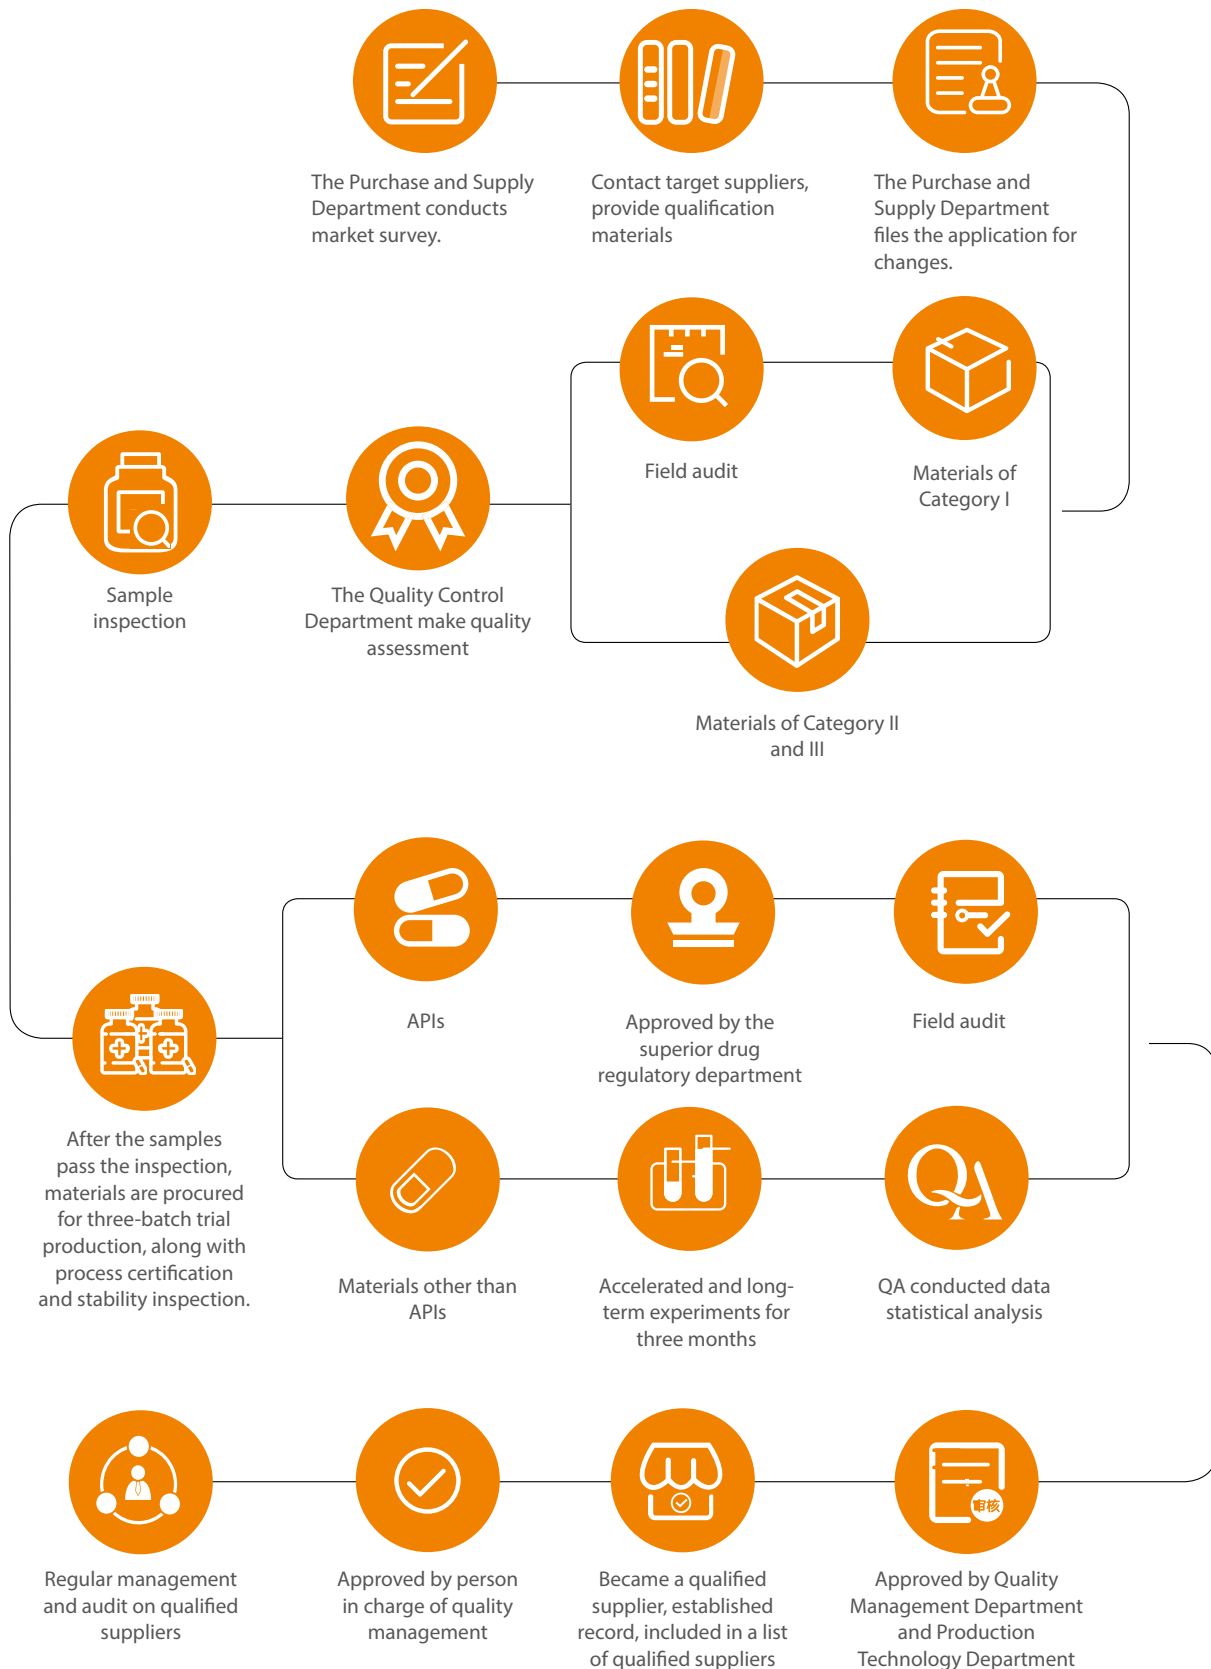 The Purchase and Supply
Department conducts
market survey.
Contact target suppliers,
provide qualification
materials
The Purchase and
Supply Department
files the application for
changes.
Field audit
Materials of
Category I
Sample
inspection
The Quality Control
Department make quality
assessment
Materials of Category II
and III
APIs
Approved by the
superior drug
regulatory department
Field audit
After the samples
pass the inspection,
materials are procured
for three-batch trial
production, along with
process certification
and stability inspection.
QA
Materials other than
APIs
Accelerated and long-
term experiments for
three months
QA conducted data
statistical analysis
审核
Regular management
and audit on qualified
suppliers
Approved by person
in charge of quality
management
Became a qualified
supplier, established
record, included in a list
of qualified suppliers
Approved by Quality
Management Department
and Production
Technology Department